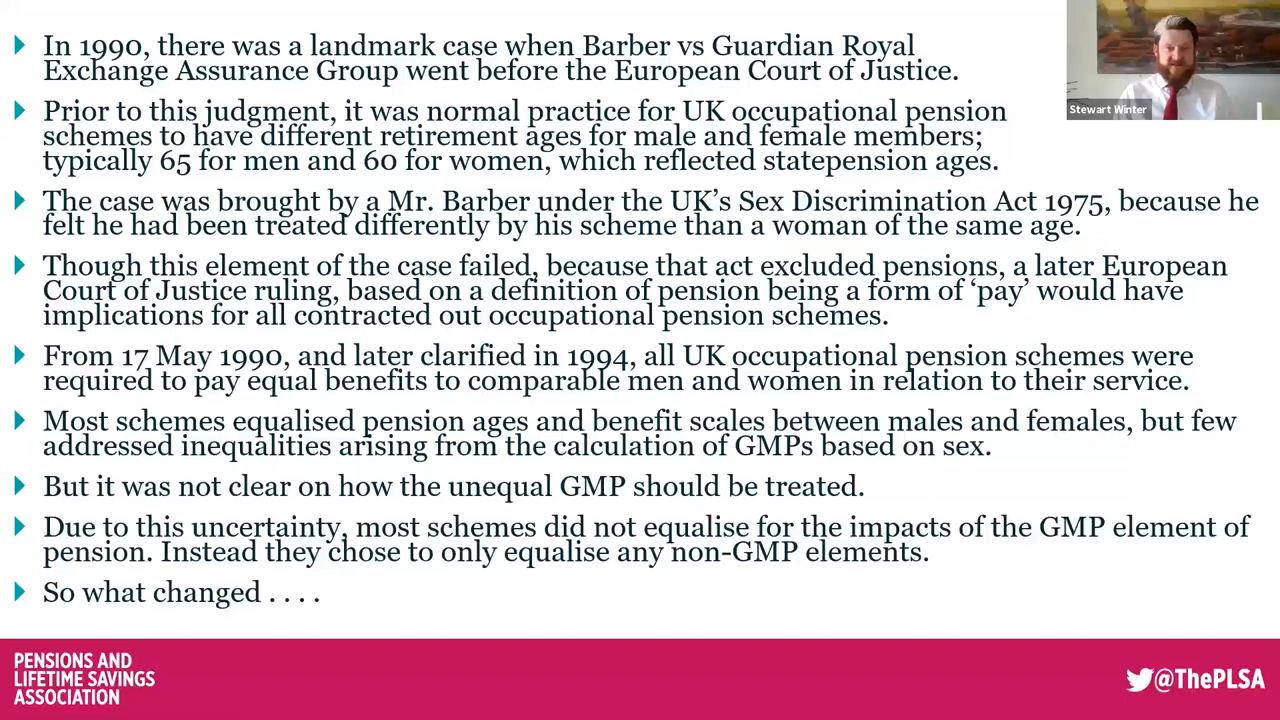 In 1990, there was a landmark case when Barber vs Guardian Royal
Exchange Assurance Group went before the European Court of Justice.
Prior to this judgment, it was normal practice for UK occupational pension
schemes to have different retirement ages for male and female members;
typically 65 for men and 60 for women, which reflected statepension ages.
The case was brought by a Mr. Barber under the UK’s Sex Discrimination Act 1975, because he
felt he had been treated differently by his scheme than a woman of the same age.
Though this element of the case failed, because that act excluded pensions, a later European
Court of Justice ruling, based on a definition of pension being a form of ‘pay’ would have
implications for all contracted out occupational pension schemes.
From 17 May 1990, and later clarified in 1994, all UK occupational pension schemes were
required to pay equal benefits to comparable men and women in relation to their service.
Most schemes equalised pension ages and benefit scales between males and females, but few
addressed inequalities arising from the calculation of GMPs based on sex.
But it was not clear on how the unequal GMP should be treated.
Due to this uncertainty, most schemes did not equalise for the impacts of the GMP element of
pension. Instead they chose to only equalise any non-GMP elements.
So what changed . . . .
Stewart Winter
PENSIONS AND
LIFETIME SAVINGS
ASSOCIATION
@ThePLSA